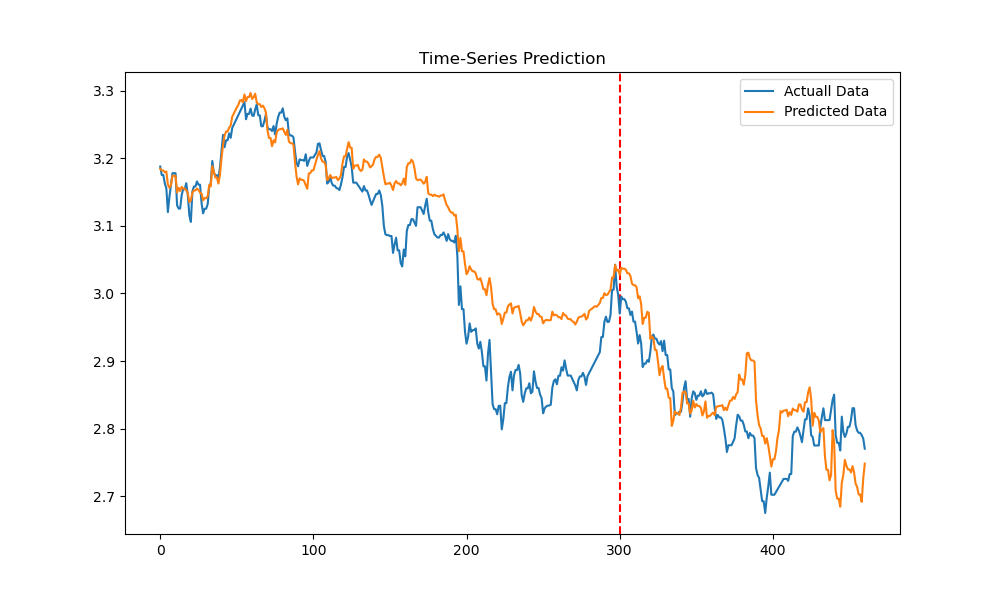 Time-Series Prediction
Actuall Data
Predicted Data
3.3
3.2
3.1
3.0
2.9
2.8
2.7
0 100 200 300 400